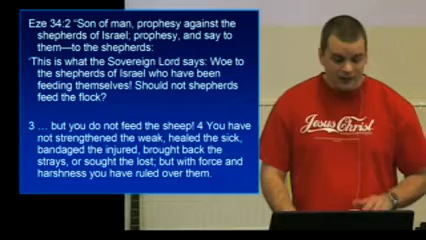 Eze 34:2 "Son of man, prophesy against the
shepherds of Israel; prophesy, and say to
them—to the shepherds:
'This is what the Sovereign Lord says: Woe to
the shepherds of Israel who have been
feeding themselves! Should not shepherds
feed the flock?
3 … but you do not feed the sheep! 4 You have
not strengthened the weak, healed the sick,
bandaged the injured, brought back the
strays, or sought the lost; but with force and
harshness you have ruled over them.
Jesus Christ